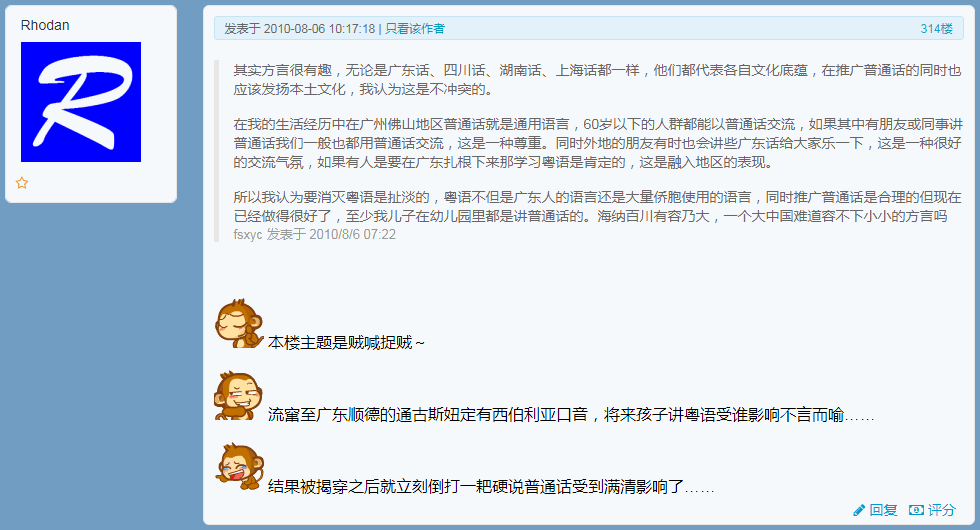 Rhodan
发表于 2010-08-06 10:17:18 | 只看该作者
314楼
其实方言很有趣，无论是广东话、四川话、湖南话、上海话都一样，他们都代表各自文化底蕴，在推广普通话的同时也
应该发扬本土文化，我认为这是不冲突的。
在我的生活经历中在广州佛山地区普通话就是通用语言，60岁以下的人群都能以普通话交流，如果其中有朋友或同事讲
普通话我们一般也都用普通话交流，这是一种尊重。同时外地的朋友有时也会讲些广东话给大家乐一下，这是一种很好
的交流气氛，如果有人是要在广东扎根下来那学习粤语是肯定的，这是融入地区的表现。
所以我认为要消灭粤语是扯淡的，粤语不但是广东人的语言还是大量侨胞使用的语言，同时推广普通话是合理的但现在
已经做得很好了，至少我儿子在幼儿园里都是讲普通话的。海纳百川有容乃大，一个大中国难道容不下小小的方言吗
fsxyc 发表于 2010/8/6 07:22
本楼主题是贼喊捉贼～
流窜至广东顺德的通古斯妞定有西伯利亚口音，将来孩子讲粤语受谁影响不言而喻……
结果被揭穿之后就立刻倒打一耙硬说普通话受到满清影响了……
回复 评分